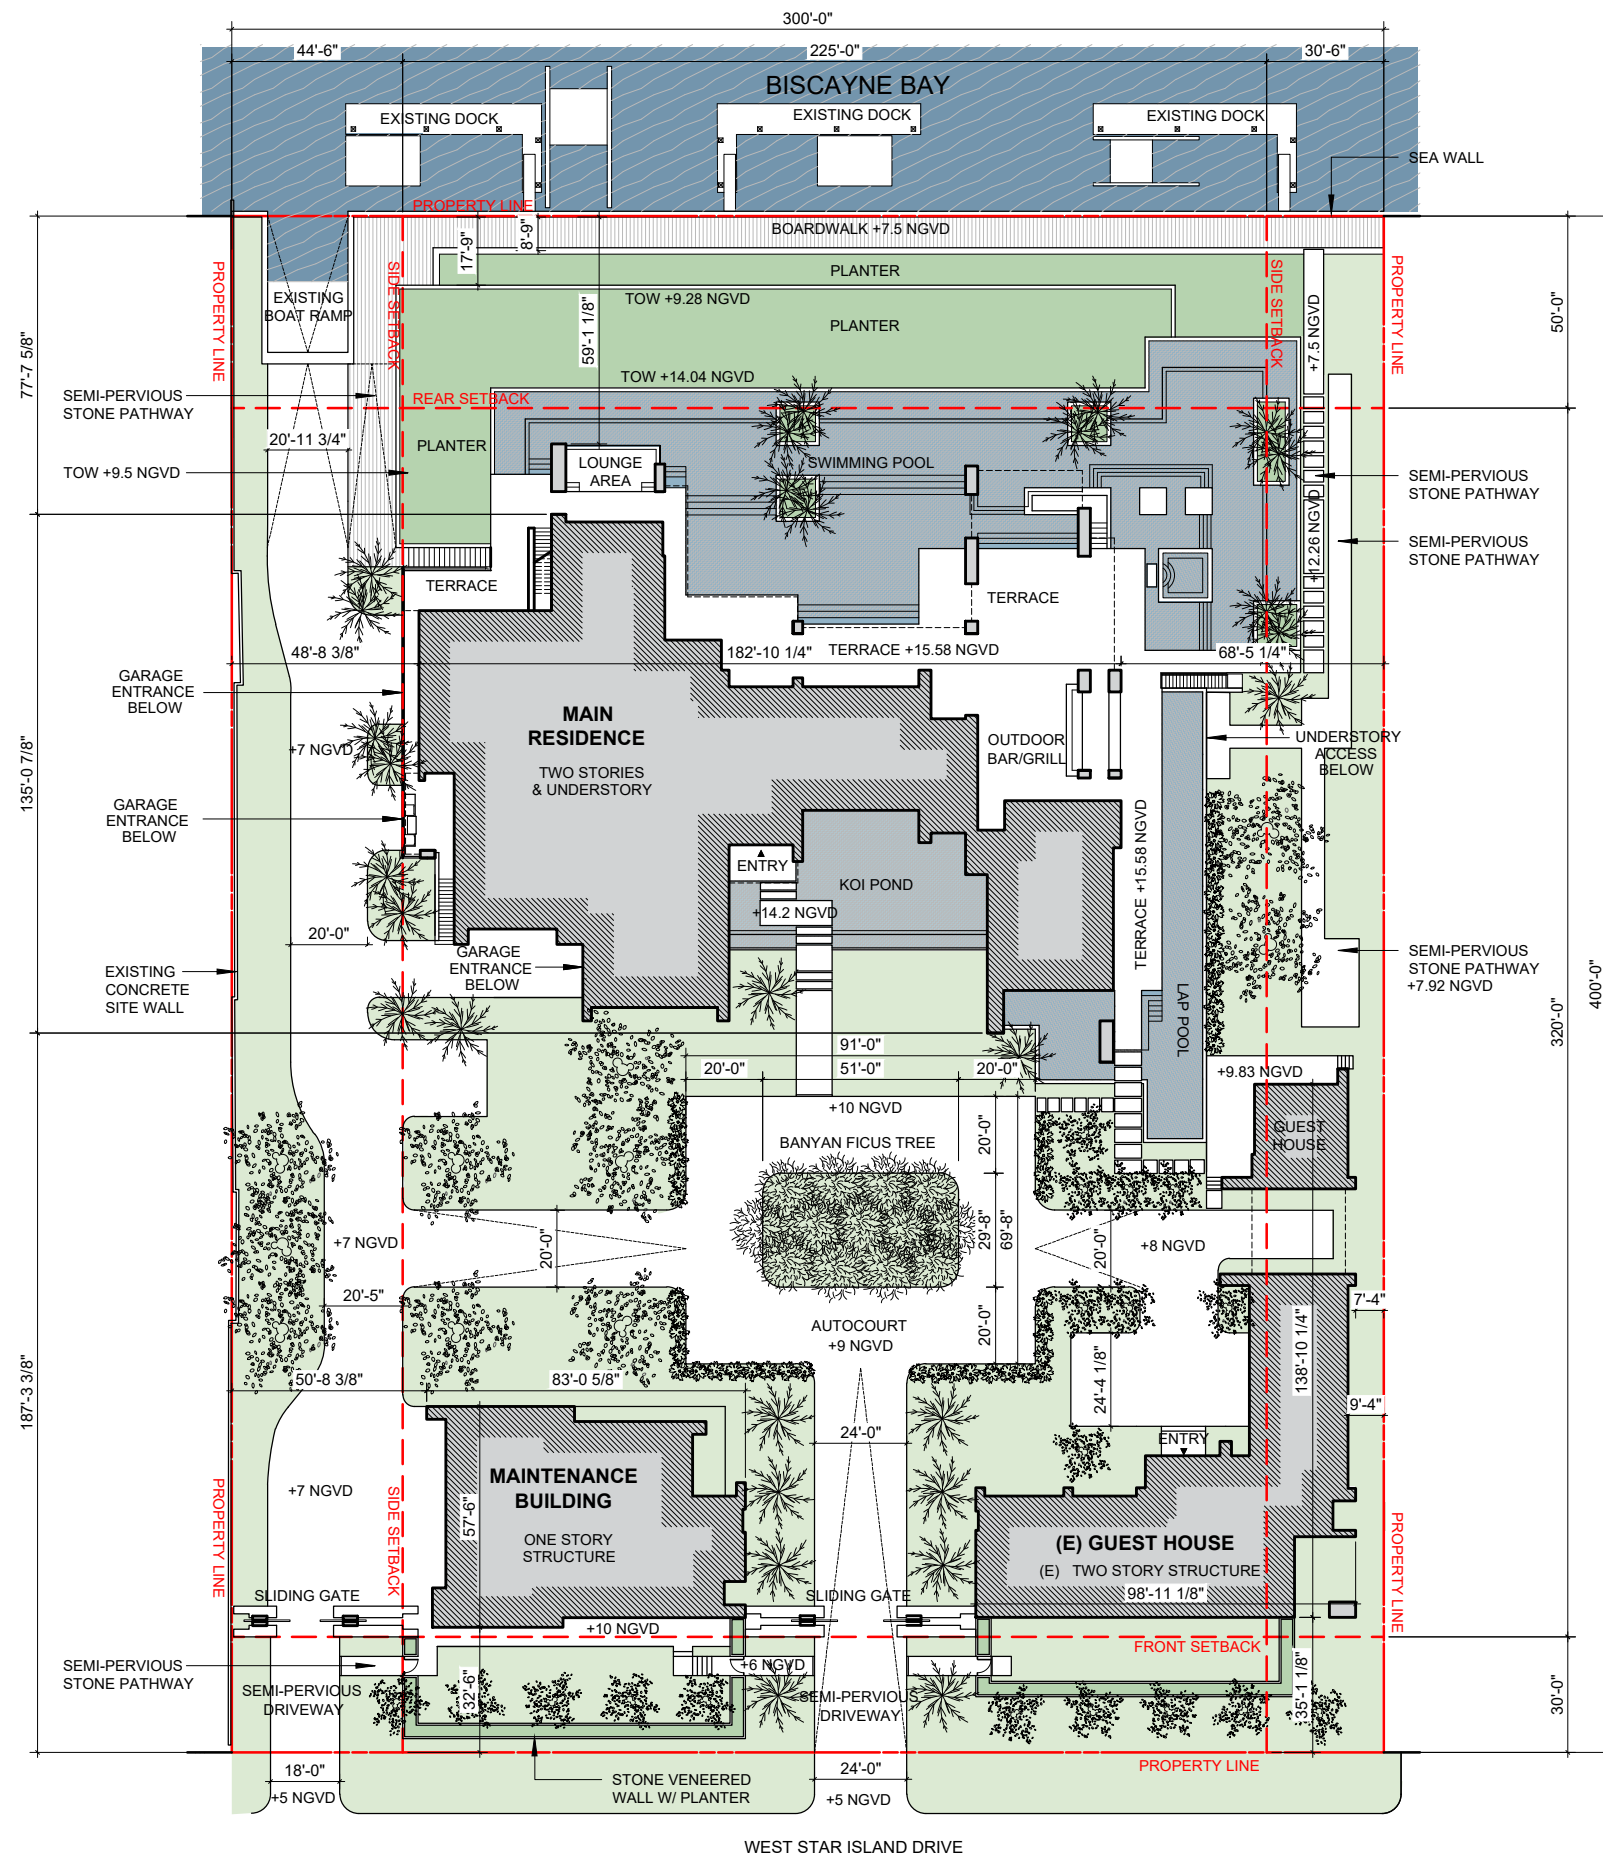 300'-0"
44'-6"
225'-0"
30'-6"
BISCAYNE BAY
EXISTING DOCK
EXISTING DOCK
EXISTING DOCK
SEA WALL
PROPERTY LINE
BOARDWALK +7.5 NGVD
8'-9"
17'-9"
PLANTER
TOW +9.28 NGVD
PLANTER
59'-1 1/8"
EXISTING
BOAT RAMP
PROPERTY LINE
SIDE SETBACK
SIDE SETBACK
PROPERTY LINE
+7.5 NGVD
50'-0"
77'-7 5/8"
TOW +14.04 NGVD
REAR SETBACK
SEMI-PERVIOUS
STONE PATHWAY
20'-11 3/4"
PLANTER
TOW +9.5 NGVD
LOUNGE
AREA
SWIMMING POOL
SEMI-PERVIOUS
STONE PATHWAY
+12.26 NGVD
SEMI-PERVIOUS
STONE PATHWAY
TERRACE
TERRACE
48'-8 3/8"
182'-10 1/4"
TERRACE +15.58 NGVD
68'-5 1/4"
GARAGE
ENTRANCE
BELOW
MAIN
RESIDENCE
TWO STORIES
& UNDERSTORY
+7 NGVD
OUTDOOR
BAR/GRILL
UNDERSTORY
ACCESS
BELOW
135'-0 7/8"
GARAGE
ENTRANCE
BELOW
ENTRY
KOI POND
+14.2 NGVD
TERRACE +15.58 NGVD
20'-0"
GARAGE
ENTRANCE
BELOW
EXISTING
CONCRETE
SITE WALL
SEMI-PERVIOUS
STONE PATHWAY
+7.92 NGVD
LAP POOL
320'-0"
400'-0"
91'-0"
20'-0"
51'-0"
20'-0"
+9.83 NGVD
+10 NGVD
20'-0"
BANYAN FICUS TREE
GUEST
HOUSE
+7 NGVD
20'-0"
29'-8"
69'-8"
20'-0"
+8 NGVD
20'-5"
20'-0"
AUTOCOURT
+9 NGVD
7'-4"
138'-10 1/4"
187'-3 3/8"
50'-8 3/8"
83'-0 5/8"
24'-4 1/8"
9'-4"
24'-0"
ENTRY
MAINTENANCE
BUILDING
ONE STORY
STRUCTURE
57'-6"
+7 NGVD
PROPERTY LINE
SIDE SETBACK
(E) GUEST HOUSE
(E) TWO STORY STRUCTURE
98'-11 1/8"
PROPERTY LINE
SLIDING GATE
SLIDING GATE
+10 NGVD
FRONT SETBACK
SEMI-PERVIOUS
STONE PATHWAY
+6 NGVD
SEMI-PERVIOUS
DRIVEWAY
32'-6"
SEMI-PERVIOUS
DRIVEWAY
35'-1 1/8"
30'-0"
PROPERTY LINE
18'-0"
+5 NGVD
STONE VENEERED
WALL W/ PLANTER
24'-0"
+5 NGVD
WEST STAR ISLAND DRIVE